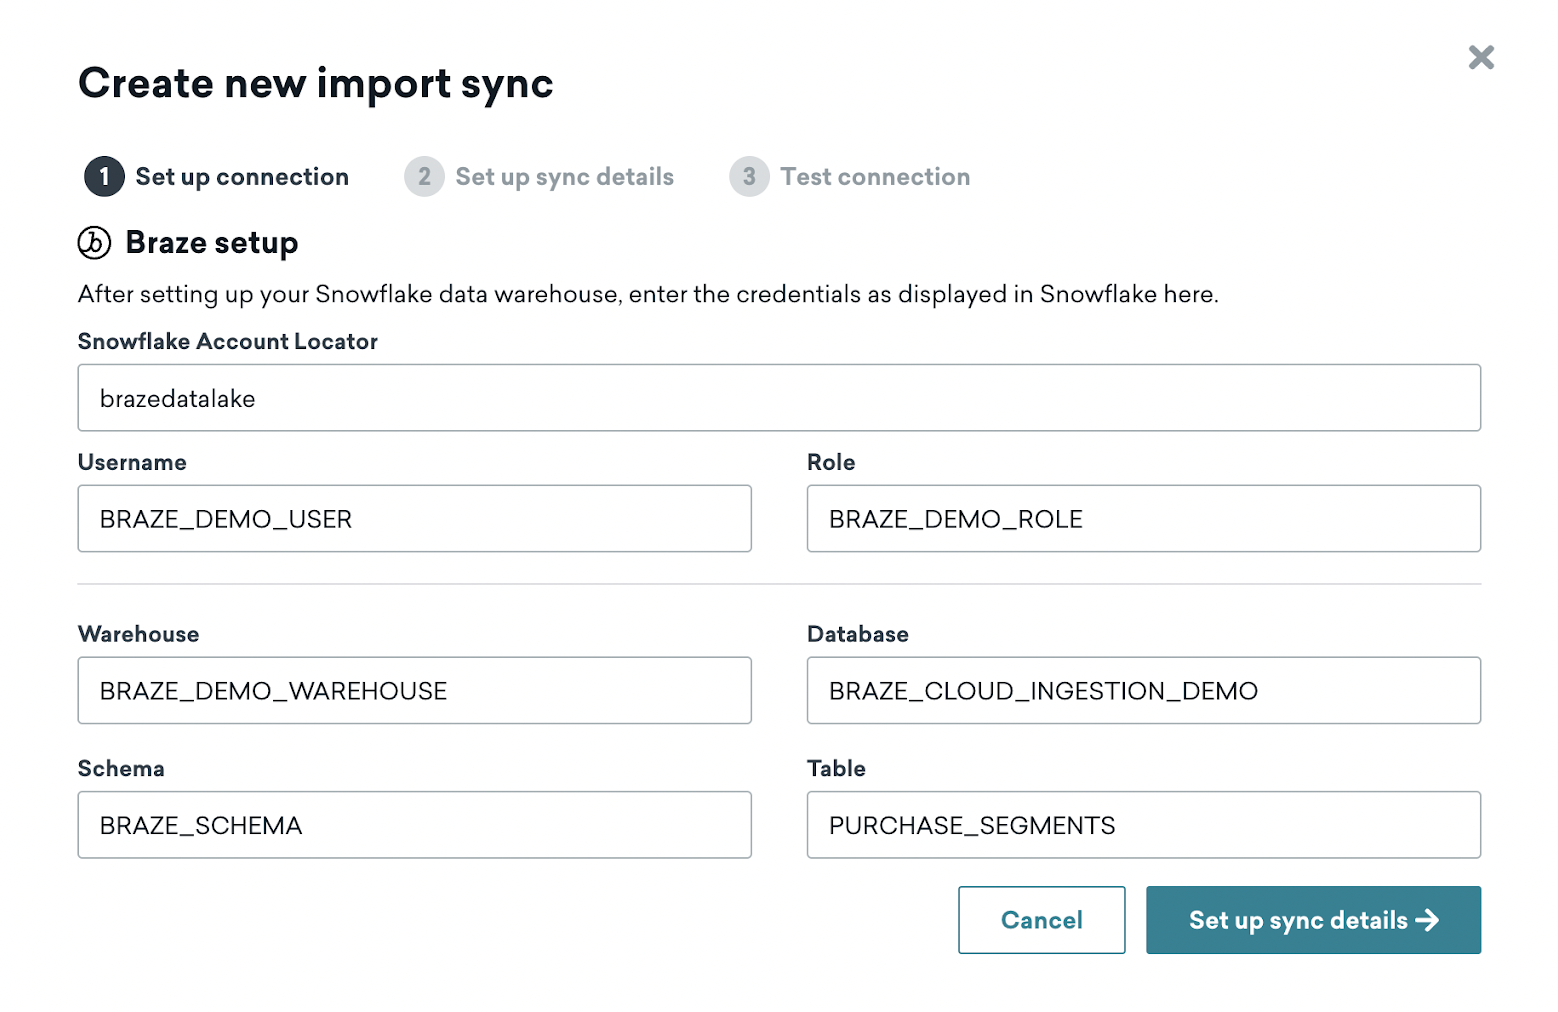 Create new import sync
1 Set up connection 2 Set up sync details 3 Test connection
b Braze setup
After setting up your Snowflake data warehouse, enter the credentials as displayed in Snowflake here.
Snowflake Account Locator
brazedatalake
Username Role
BRAZE_DEMO_USER BRAZE_DEMO_ROLE
Warehouse Database
BRAZE_DEMO_WAREHOUSE BRAZE_CLOUD_INGESTION_DEMO
Schema Table
BRAZE_SCHEMA PURCHASE_SEGMENTS
Cancel Set up sync details →